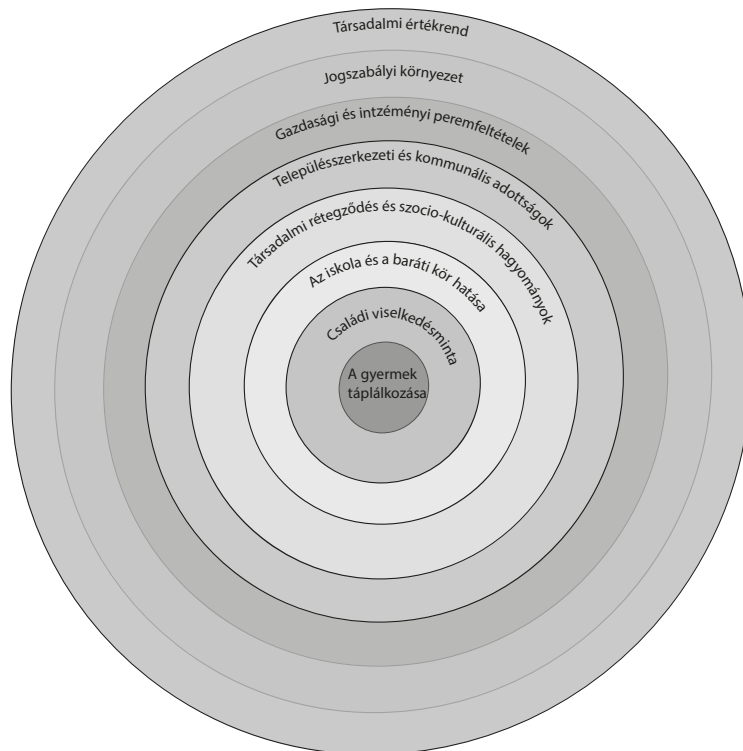 Társadalmi értékrend
Jogszabályi környezet
Gazdasági és intzéményi peremfeltételek
Településszerkezeti és kommunális adottságok
Társadalmi rétegződés és szocio-kulturális hagyományok
Az iskola és a baráti kör hatása
Családi viselkedésminta
A gyermek
táplálkozása